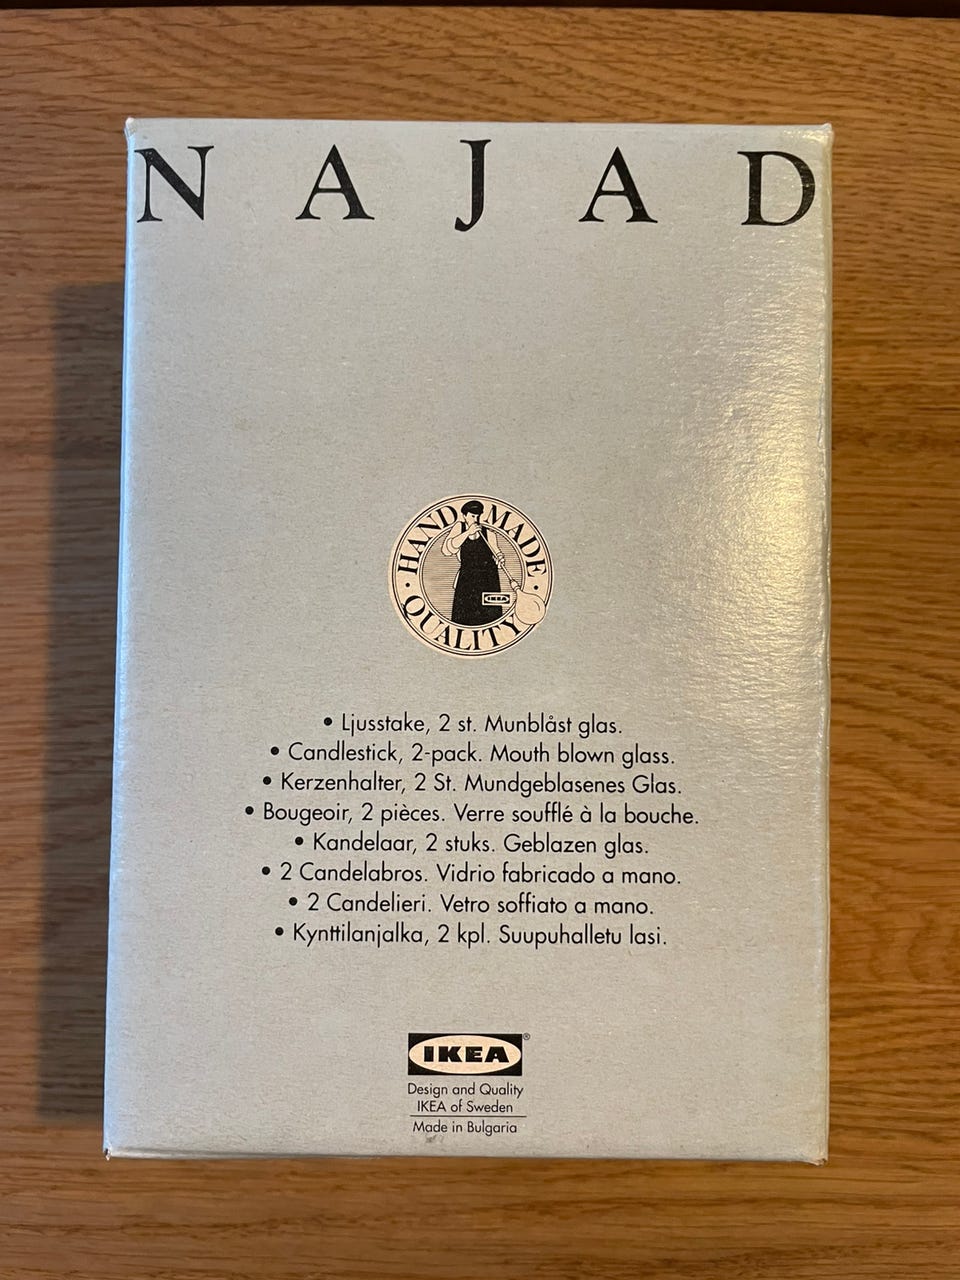 NAJAD
HAND MADE
QUALITY
IKEA
• Ljusstake, 2 st. Munblåst glas.
• Candlestick, 2-pack. Mouth blown glass.
• Kerzenhalter, 2 St. Mundgeblasenes Glas.
• Bougeoir, 2 pièces. Verre soufflé à la bouche.
• Kandelaar, 2 stuks. Geblazen glas.
• 2 Candelabros. Vidrio fabricado a mano.
• 2 Candelieri. Vetro soffiato a mano.
• Kynttilanjalka, 2 kpl. Suupuhalletu lasi.
IKEA®
Design and Quality
IKEA of Sweden
Made in Bulgaria